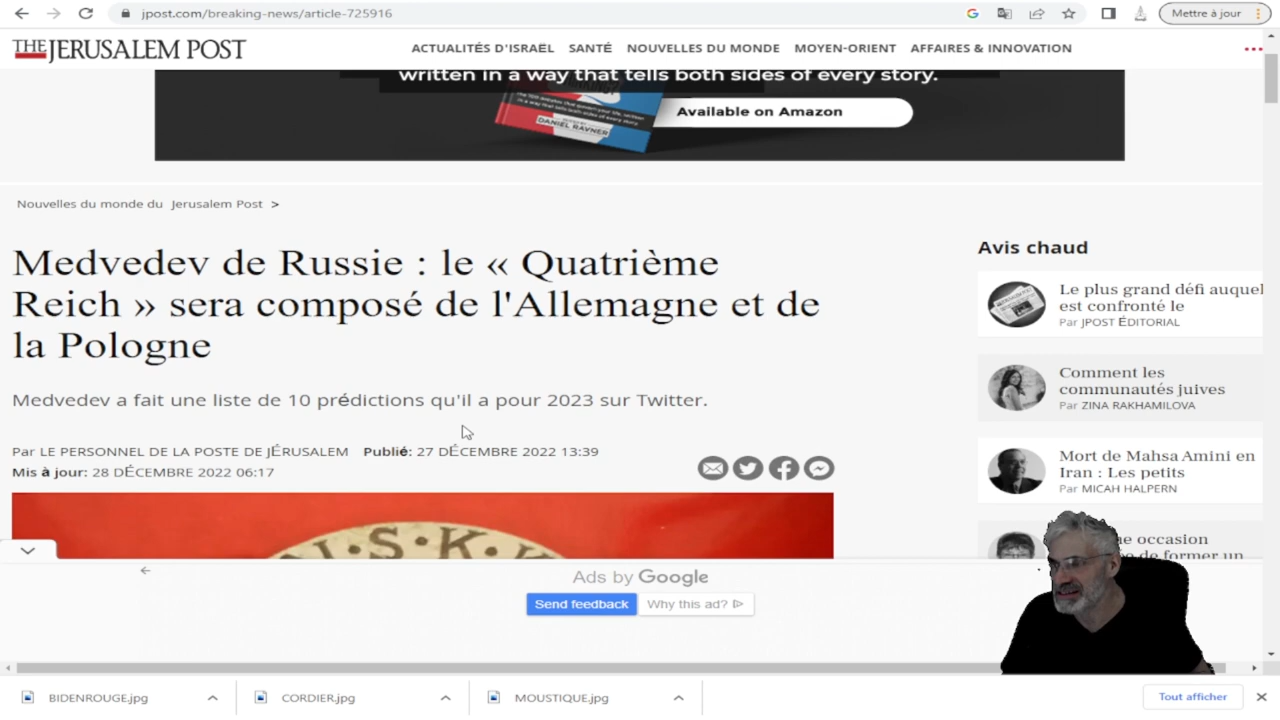 jpost.com/breaking-news/article-725916
Mettre à jour
THE JERUSALEM POST
ACTUALITÉS D'ISRAËL SANTÉ NOUVELLES DU MONDE MOYEN-ORIENT AFFAIRES & INNOVATION
written in a way that tells both sides of every story.
Available on Amazon
DANIEL RAVNER
Nouvelles du monde du Jerusalem Post >
Medvedev de Russie : le « Quatrième
Reich » sera composé de l'Allemagne et de
la Pologne
Medvedev a fait une liste de 10 prédictions qu'il a pour 2023 sur Twitter.
Par LE PERSONNEL DE LA POSTE DE JÉRUSALEM Publié: 27 DÉCEMBRE 2022 13:39
Mis à jour: 28 DÉCEMBRE 2022 06:17
Avis chaud
Le plus grand défi auquel
est confronté le
Par JPOST ÉDITORIAL
Comment les
communautés juives
Par ZINA RAKHAMILOVA
Mort de Mahsa Amini en
Iran : Les petits
Par MICAH HALPERN
occasion
de former un
Ads by Google
Send feedback
Why this ad?
BIDENROUGE.jpg
CORDIER.jpg
MOUSTIQUE.jpg
Tout afficher